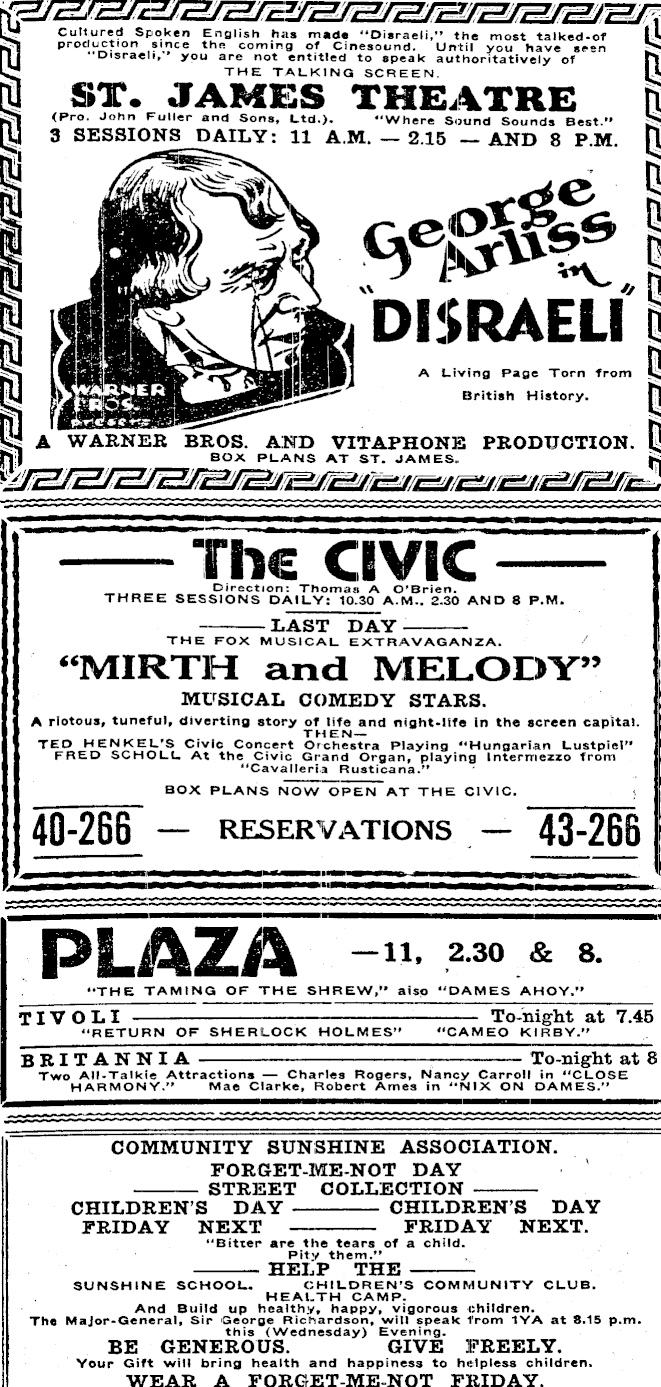 Cultured Spoken English has made "Disraeli," the most talked-of
production since the coming of Cinesound. Until you have seen
"Disraeli," you are not entitled to speak authoritatively of
THE TALKING SCREEN.
ST. JAMES THEATRE
(Pro. John Fuller and Sons, Ltd.). "Where Sound Sounds Best."
3 SESSIONS DAILY: 11 A.M. — 2.15 — AND 8 P.M.
George
Arliss
in
"DISRAELI"
A Living Page Torn from
British History.
WARNER
BROS
A WARNER BROS. AND VITAPHONE PRODUCTION.
BOX PLANS AT ST. JAMES.
The CIVIC
Direction: Thomas A O'Brien.
THREE SESSIONS DAILY: 10.30 A.M., 2.30 AND 8 P.M.
LAST DAY
THE FOX MUSICAL EXTRAVAGANZA.
"MIRTH and MELODY"
MUSICAL COMEDY STARS.
A riotous, tuneful, diverting story of life and night-life in the screen capital.
THEN—
TED HENKEL'S Civic Concert Orchestra Playing "Hungarian Lustpiel"
FRED SCHOLL At the Civic Grand Organ, playing Intermezzo from
"Cavalleria Rusticana."
BOX PLANS NOW OPEN AT THE CIVIC.
40-266 — RESERVATIONS — 43-266
PLAZA —11, 2.30 & 8.
"THE TAMING OF THE SHREW," also "DAMES AHOY."
TIVOLI — To-night at 7.45
"RETURN OF SHERLOCK HOLMES" "CAMEO KIRBY."
BRITANNIA — To-night at 8
Two All-Talkie Attractions — Charles Rogers, Nancy Carroll in "CLOSE
HARMONY." Mae Clarke, Robert Ames in "NIX ON DAMES."
COMMUNITY SUNSHINE ASSOCIATION.
FORGET-ME-NOT DAY
STREET COLLECTION
CHILDREN'S DAY — CHILDREN'S DAY
FRIDAY NEXT — FRIDAY NEXT.
"Bitter are the tears of a child.
Pity them."
HELP THE
SUNSHINE SCHOOL. CHILDREN'S COMMUNITY CLUB.
HEALTH CAMP.
And Build up healthy, happy, vigorous children.
The Major-General, Sir George Richardson, will speak from 1YA at 8.15 p.m.
this (Wednesday) Evening.
BE GENEROUS. GIVE FREELY.
Your Gift will bring health and happiness to helpless children.
WEAR A FORGET-ME-NOT FRIDAY.